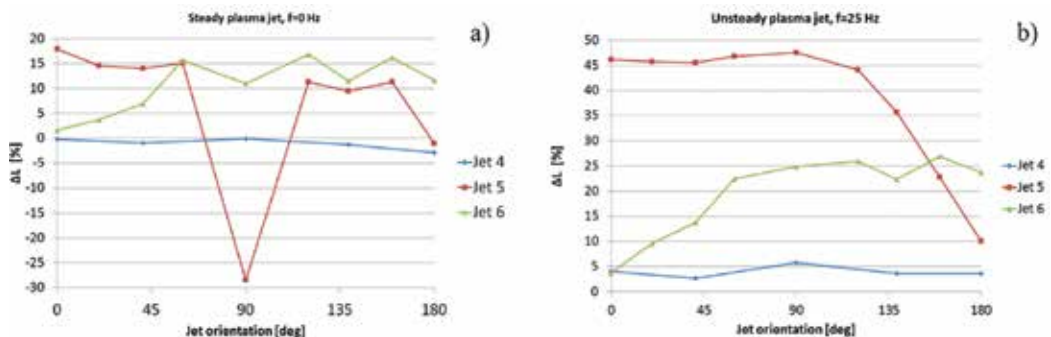 Steady plasma jet, f=0 Hz
a)
20
15
10
5
0
-5
-10
-15
-20
-25
-30
ΔL [%]
0
45
90
135
180
Jet orientation [deg]
Jet 4
Jet 5
Jet 6
Unsteady plasma jet, f=25 Hz
b)
50
45
40
35
30
25
20
15
10
5
0
ΔL [%]
0
45
90
135
180
Jet orientation [deg]
Jet 4
Jet 5
Jet 6